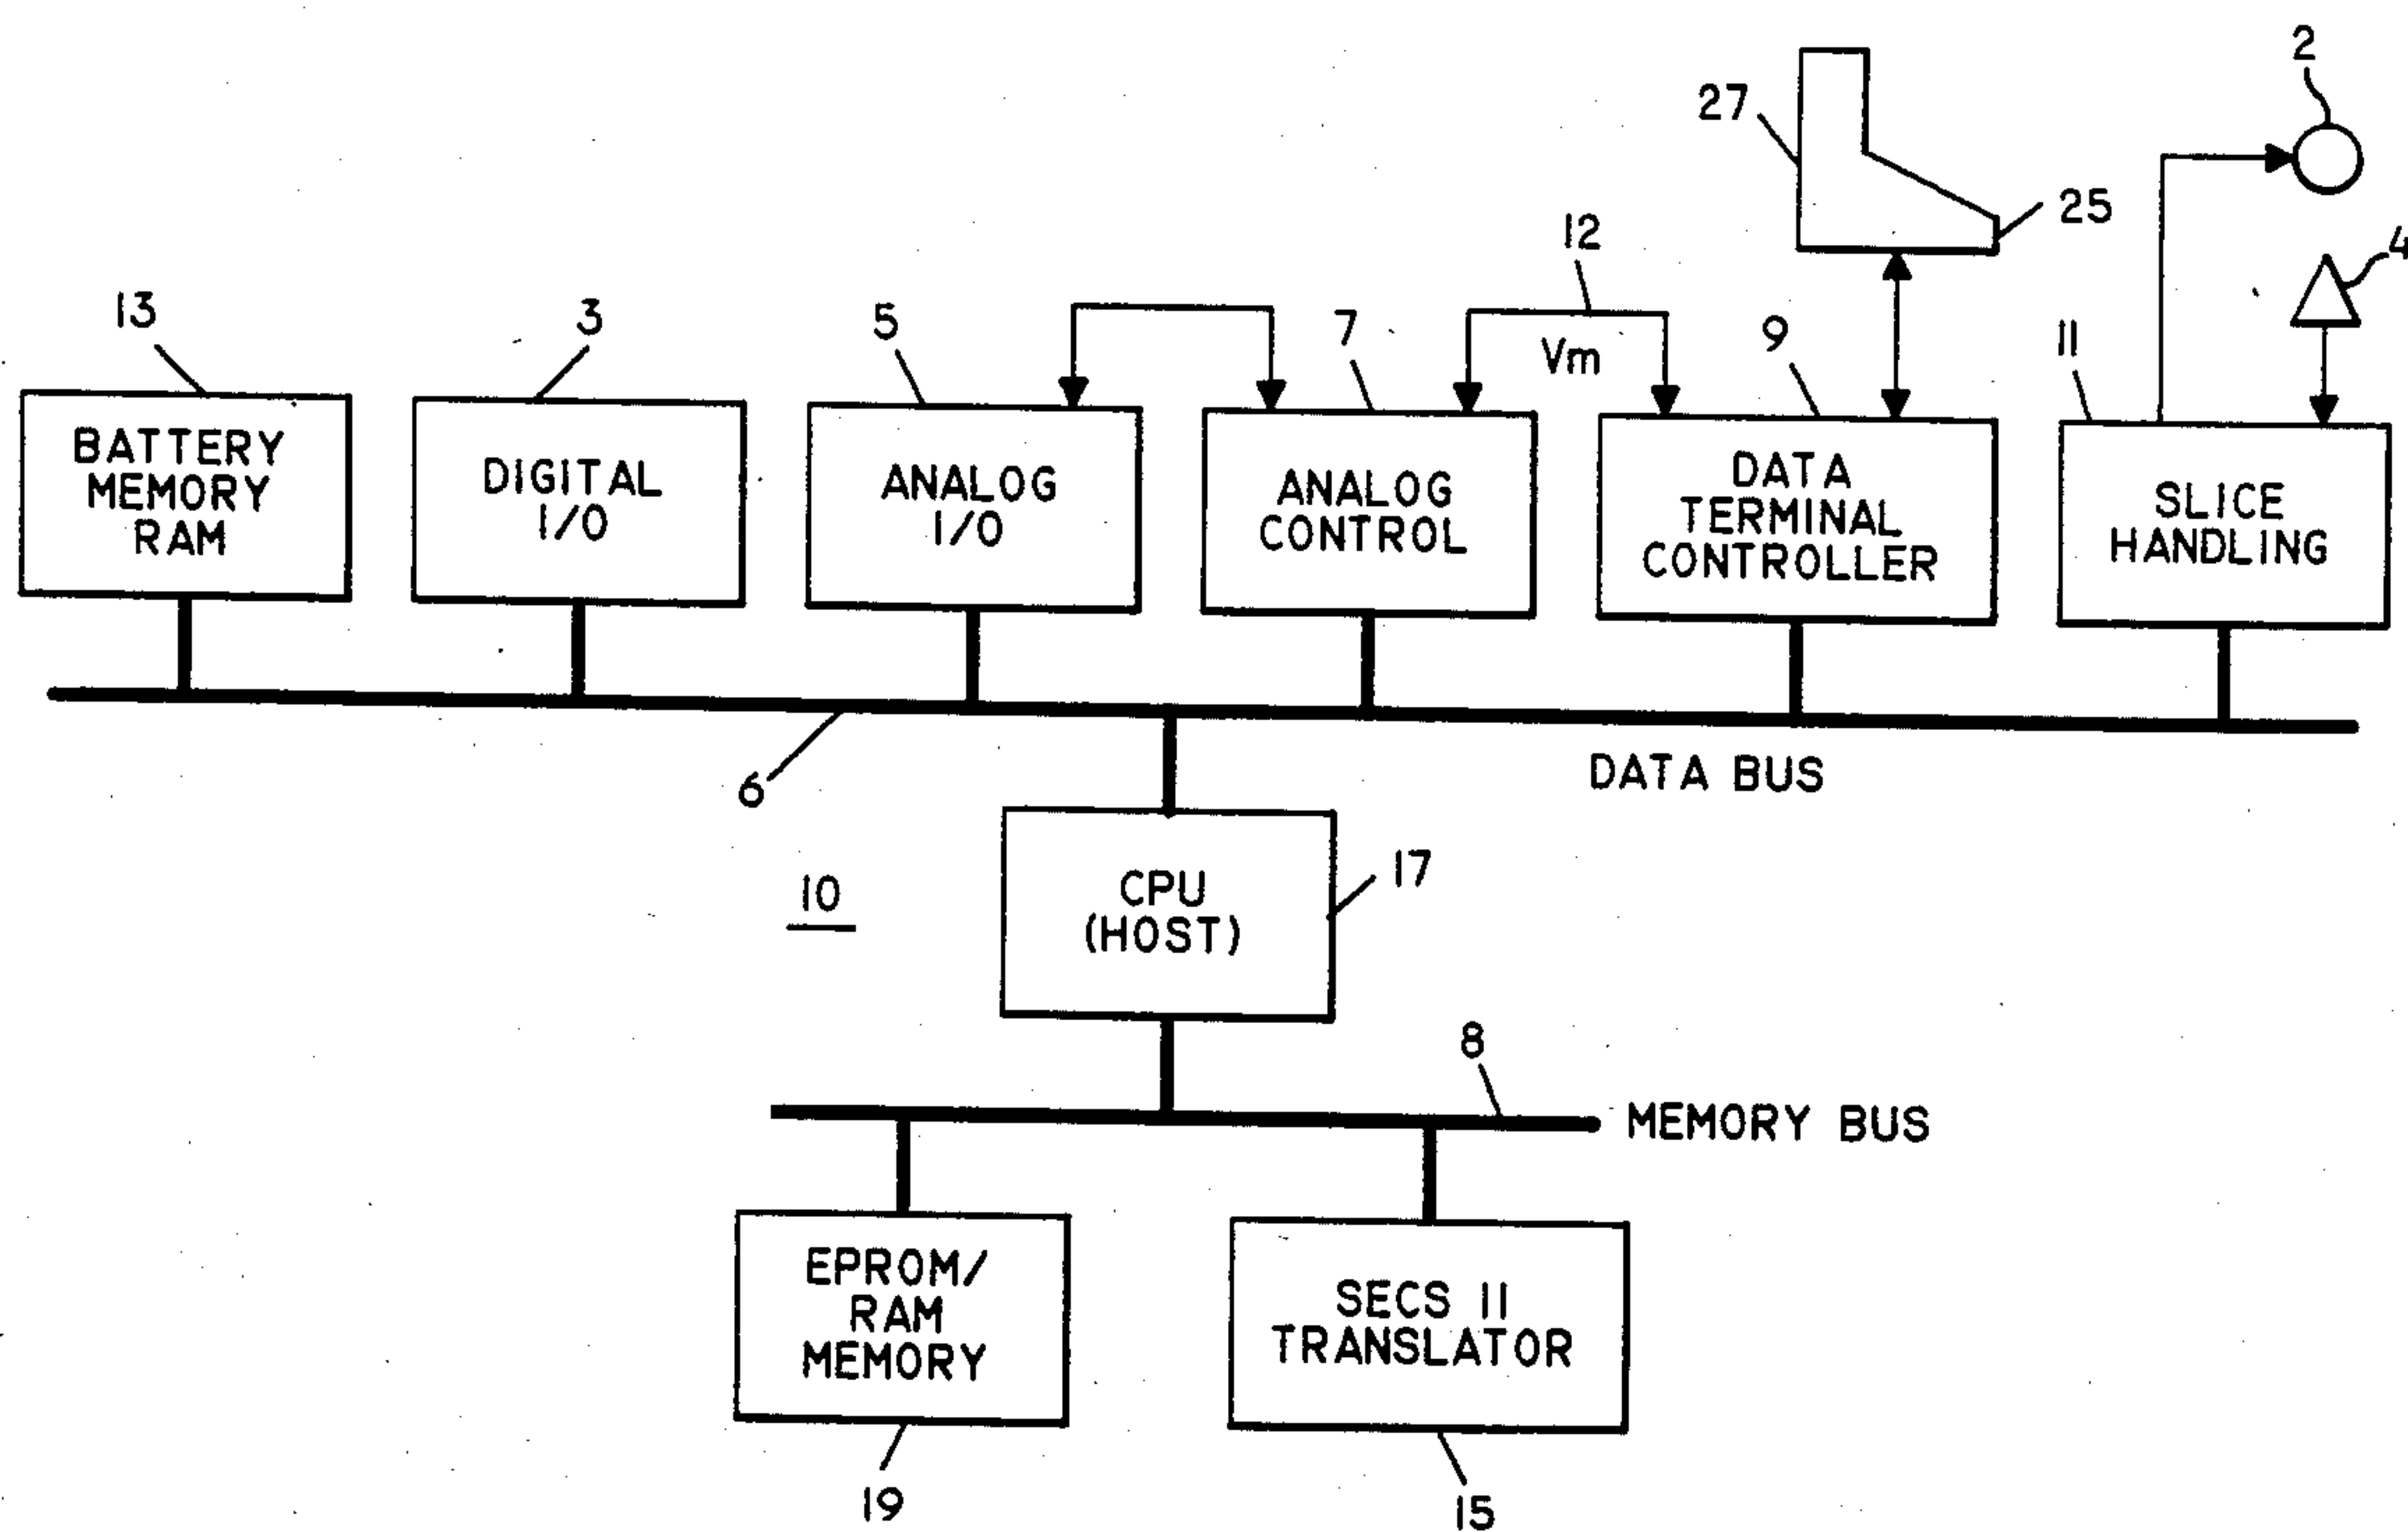 2
27
25
12
4
13
3
5
7
Vm
9
11
BATTERY
MEMORY
RAM
DIGITAL
I/O
ANALOG
I/O
ANALOG
CONTROL
DATA
TERMINAL
CONTROLLER
SLICE
HANDLING
6
DATA BUS
10
CPU
(HOST)
17
8
MEMORY BUS
EPROM/
RAM
MEMORY
SECS II
TRANSLATOR
19
15